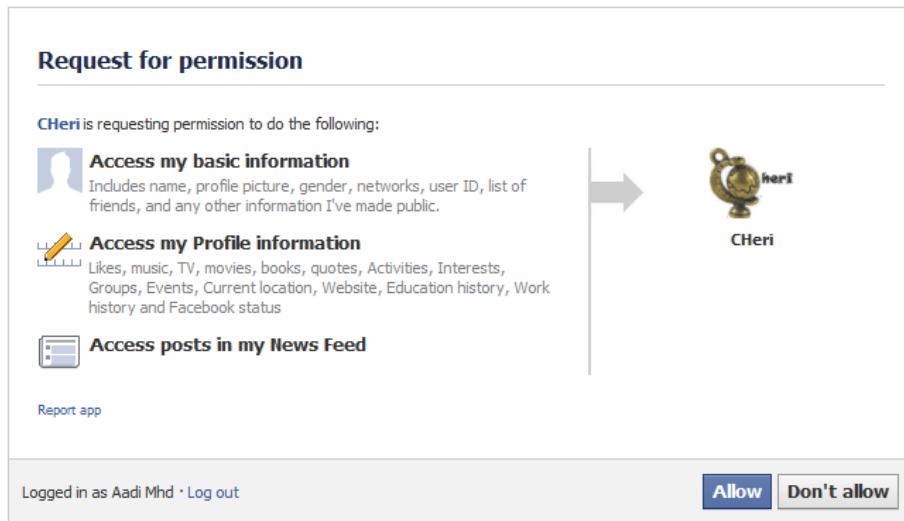 Request for permission
CHeri is requesting permission to do the following:
Access my basic information
Includes name, profile picture, gender, networks, user ID, list of
friends, and any other information I've made public.
Access my Profile information
Likes, music, TV, movies, books, quotes, Activities, Interests,
Groups, Events, Current location, Website, Education history, Work
history and Facebook status
Access posts in my News Feed
herI
CHeri
Report app
Logged in as Aadi Mhd · Log out
Allow
Don't allow